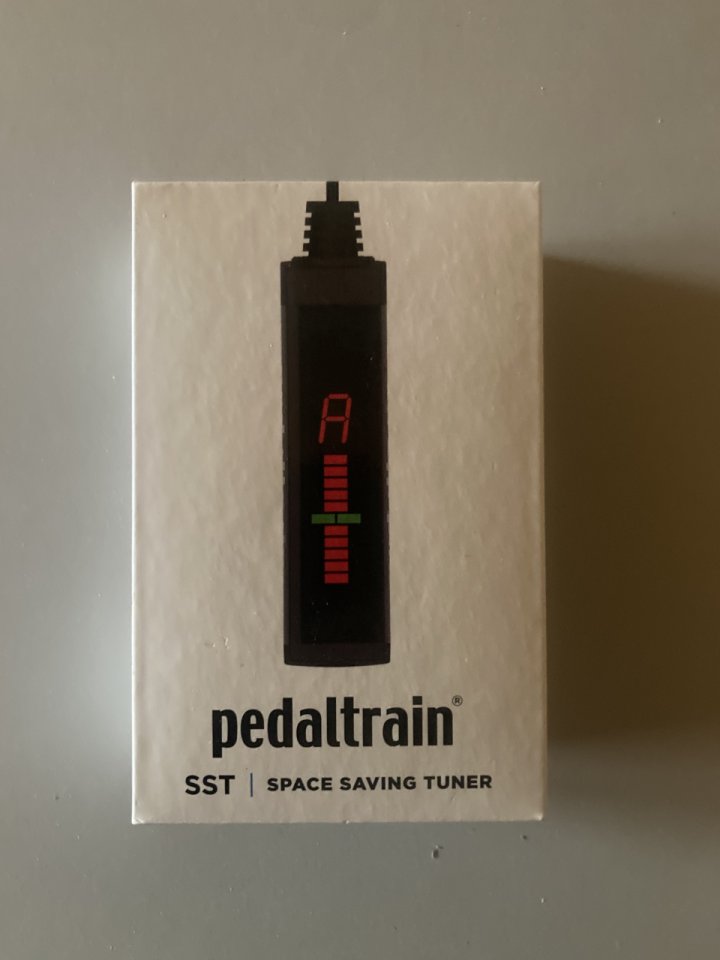 A
pedaltrain®
SST | SPACE SAVING TUNER